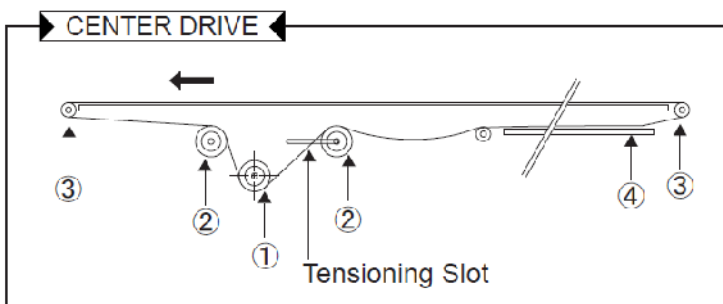 CENTER DRIVE
③ ② ① ② ④ ③
Tensioning Slot